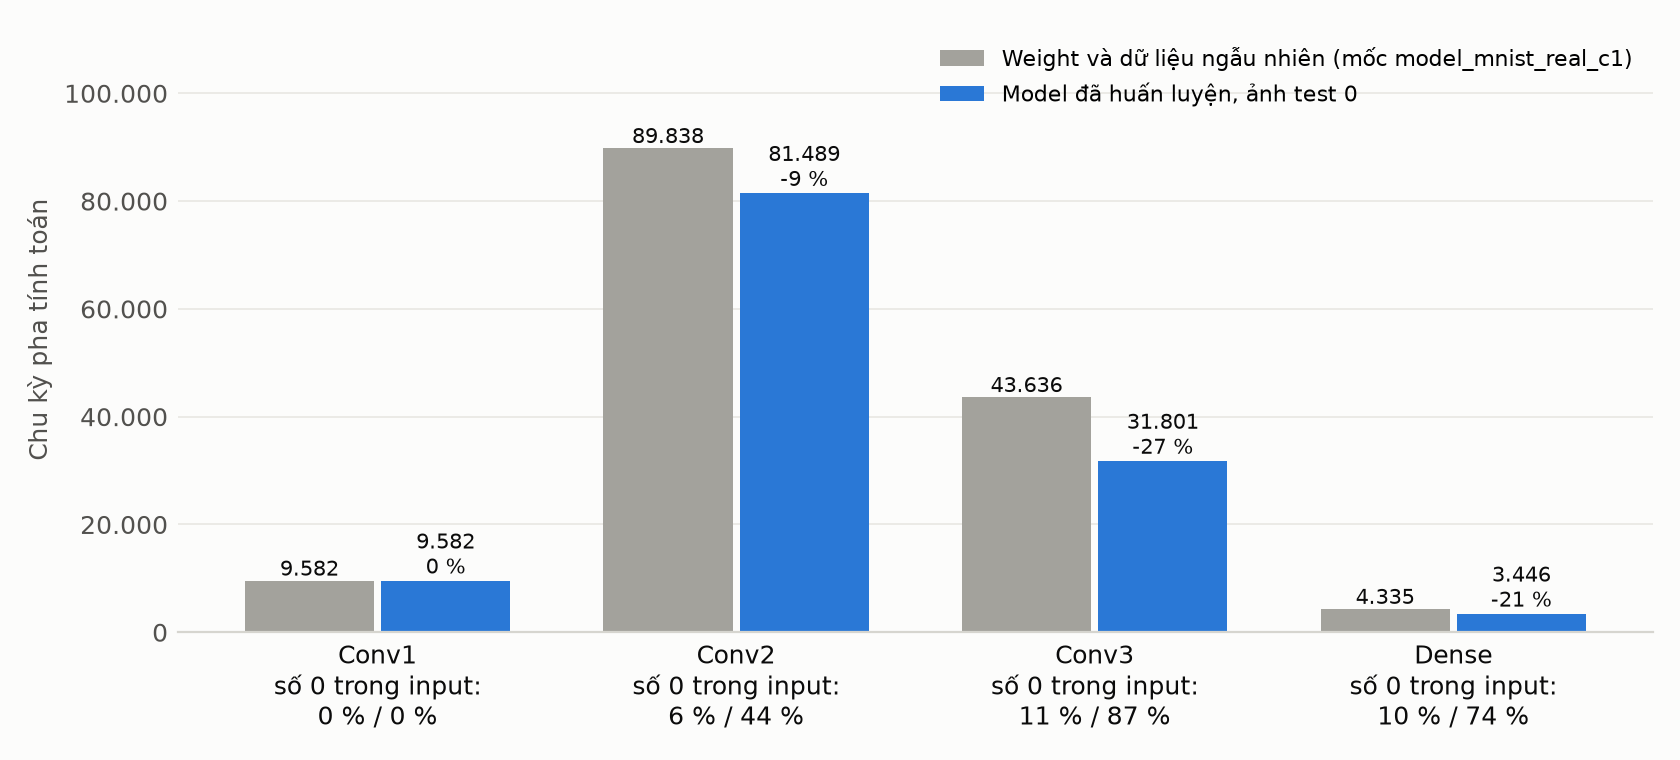 Weight và dữ liệu ngẫu nhiên (mốc model_mnist_real_c1)
Model đã huấn luyện, ảnh test 0
Chu kỳ pha tính toán
100.000
80.000
60.000
40.000
20.000
0
9.582
9.582
0 %
89.838
81.489
-9 %
43.636
31.801
-27 %
4.335
3.446
-21 %
Conv1
số 0 trong input:
0 % / 0 %
Conv2
số 0 trong input:
6 % / 44 %
Conv3
số 0 trong input:
11 % / 87 %
Dense
số 0 trong input:
10 % / 74 %